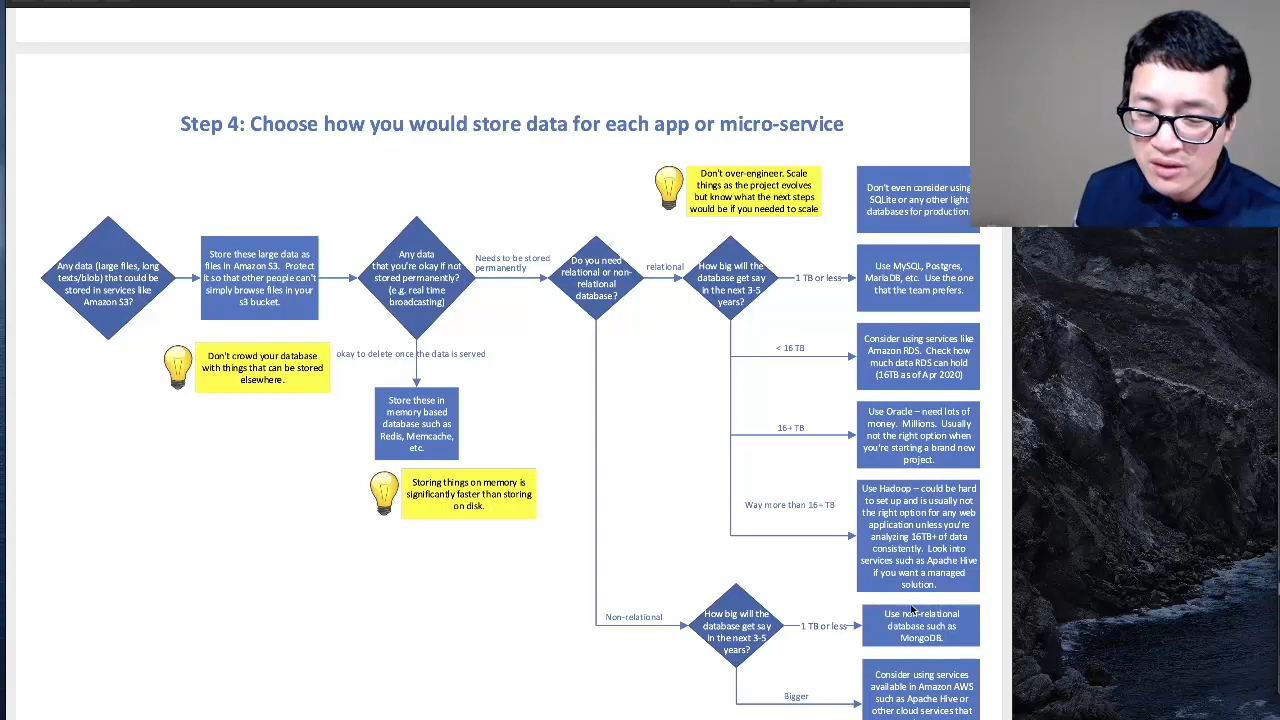 Step 4: Choose how you would store data for each app or micro-service
Don't over-engineer. Scale
things as the project evolves
but know what the next steps
would be if you needed to scale
Don't even consider using
SQLite or any other light
databases for production.
Any data (large files, long
texts/blob) that could be
stored in services like
Amazon S3?
Store these large data as
files in Amazon S3. Protect
it so that other people can't
simply browse files in your
s3 bucket.
Any data
that you're okay if not
stored permanently?
(e.g. real time
broadcasting)
Needs to be stored
permanently
Do you need
relational or non-
relational
database?
relational
How big will the
database get say
in the next 3-5
years?
1 TB or less
Use MySQL, Postgres,
MariaDB, etc. Use the one
that the team prefers.
Don't crowd your database
with things that can be stored
elsewhere.
okay to delete once the data is served
< 16 TB
Consider using services like
Amazon RDS. Check how
much data RDS can hold
(16TB as of Apr 2020)
Store these in
memory based
database such as
Redis, Memcache,
etc.
16+ TB
Use Oracle – need lots of
money. Millions. Usually
not the right option when
you're starting a brand new
project.
Storing things on memory is
significantly faster than storing
on disk.
Way more than 16+ TB
Use Hadoop – could be hard
to set up and is usually not
the right option for any web
application unless you're
analyzing 16TB+ of data
consistently. Look into
services such as Apache Hive
if you want a managed
solution.
Non-relational
How big will the
database get say
in the next 3-5
years?
1 TB or less
Use non-relational
database such as
MongoDB.
Bigger
Consider using services
available in Amazon AWS
such as Apache Hive or
other cloud services that